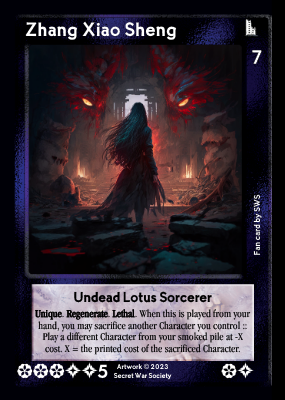 Zhang Xiao Sheng
7
Fan card by SWS
Undead Lotus Sorcerer
Unique. Regenerate. Lethal. When this is played from your
hand, you may sacrifice another Character you control ::
Play a different Character from your smoked pile at -X
cost. X = the printed cost of the sacrificed Character.
5
Artwork © 2023
Secret War Society